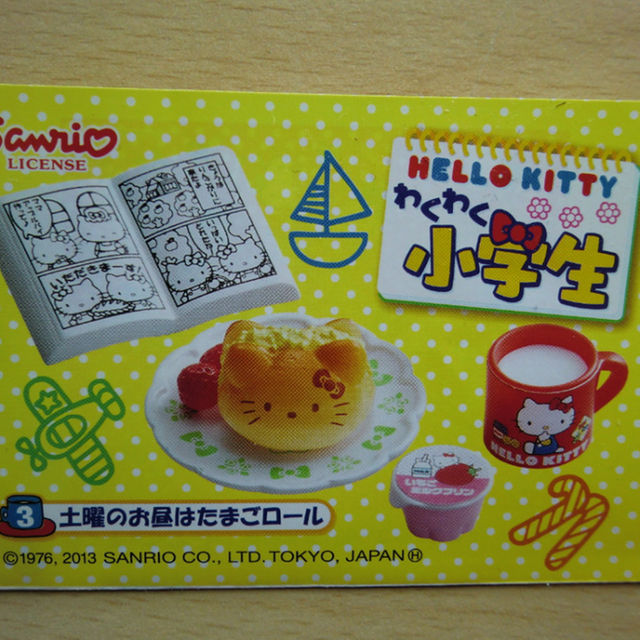 Sanrio
LICENSE
HELLO KITTY
わくわく
小学生
いただきまーす
HELLO KITTY
MILK
いちご
ミルクプリン
3 土曜のお昼はたまごロール
©1976, 2013 SANRIO CO., LTD. TOKYO, JAPAN Ⓗ